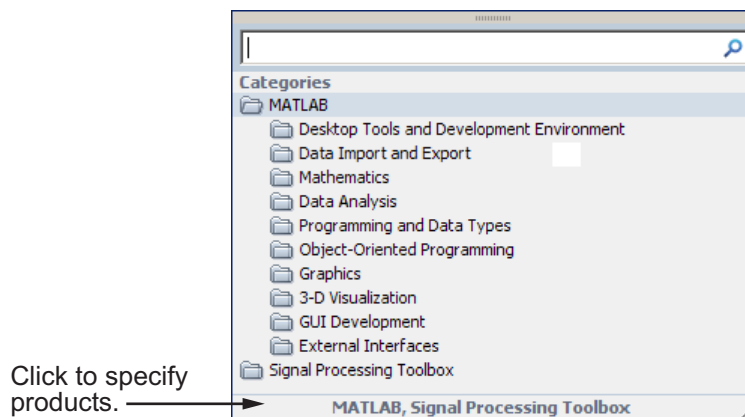 Categories
MATLAB
Desktop Tools and Development Environment
Data Import and Export
Mathematics
Data Analysis
Programming and Data Types
Object-Oriented Programming
Graphics
3-D Visualization
GUI Development
External Interfaces
Signal Processing Toolbox
Click to specify
products.
MATLAB, Signal Processing Toolbox